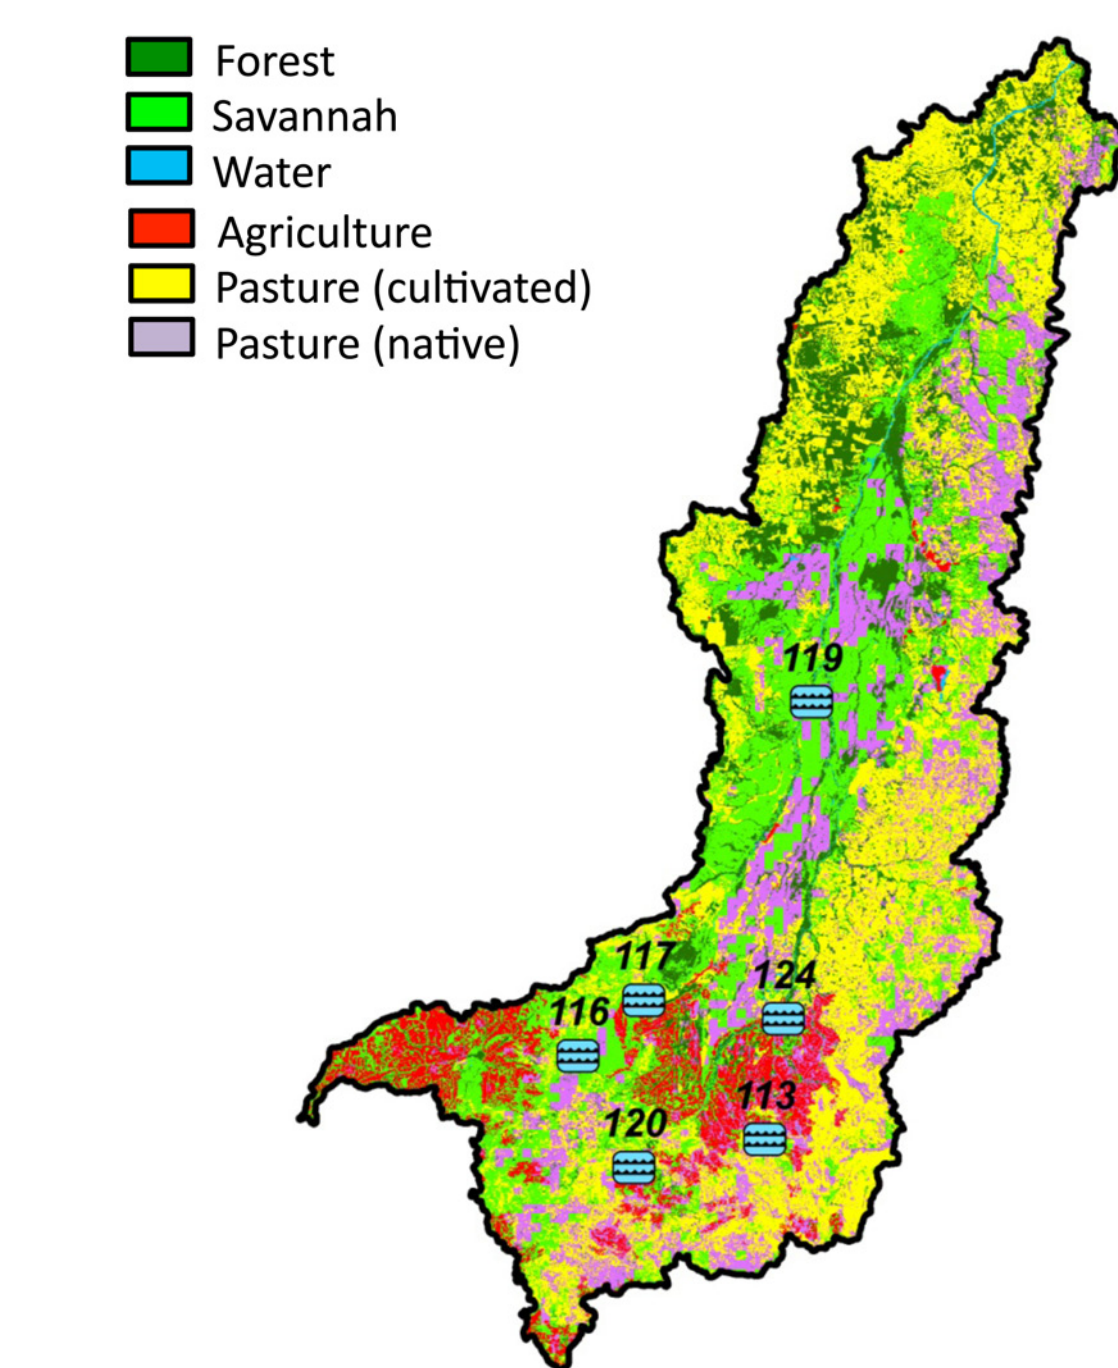 Forest
Savannah
Water
Agriculture
Pasture (cultivated)
Pasture (native)
119
117
124
116
113
120